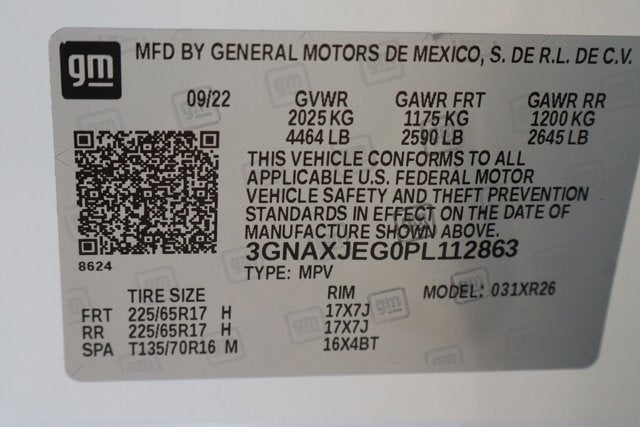 gm MFD BY GENERAL MOTORS DE MEXICO, S. DE R.L. DE C.V.
09/22 GVWR GAWR FRT GAWR RR
2025 KG 1175 KG 1200 KG
4464 LB 2590 LB 2645 LB
THIS VEHICLE CONFORMS TO ALL
APPLICABLE U.S. FEDERAL MOTOR
VEHICLE SAFETY AND THEFT PREVENTION
STANDARDS IN EFFECT ON THE DATE OF
MANUFACTURE SHOWN ABOVE.
8624 3GNAXJEG0PL112863
TYPE: MPV MODEL: 031XR26
TIRE SIZE RIM
FRT 225/65R17 H 17X7J
RR 225/65R17 H 17X7J
SPA T135/70R16 M 16X4BT